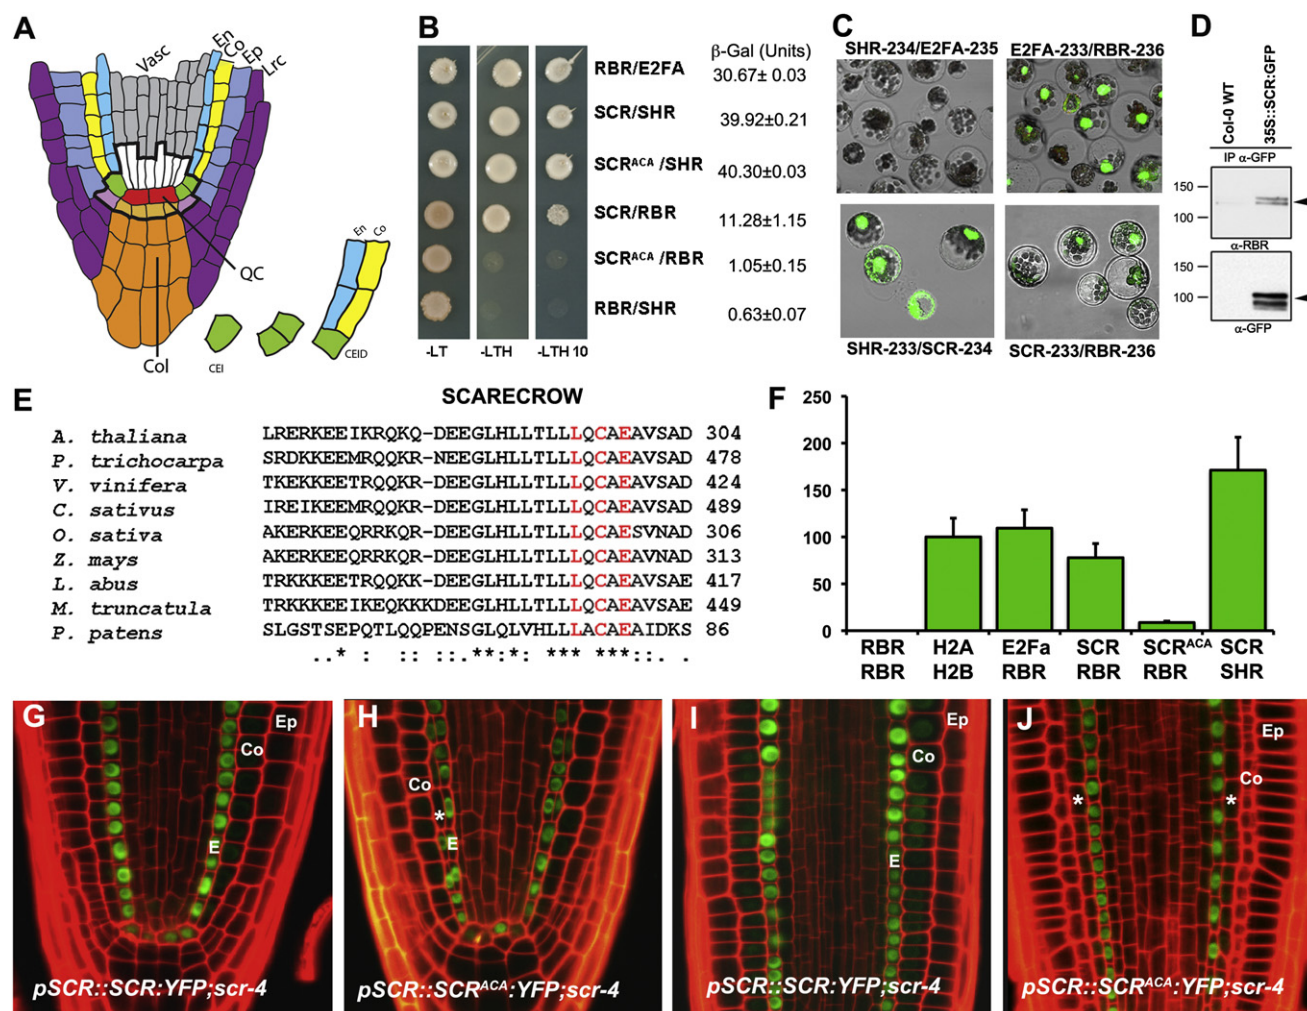 A
Vasc
En
Co
Ep
Lrc
QC
Col
CEI
CEID
En
Co
B
β-Gal (Units)
RBR/E2FA 30.67± 0.03
SCR/SHR 39.92±0.21
SCRᴬᶜᴬ /SHR 40.30±0.03
SCR/RBR 11.28±1.15
SCRᴬᶜᴬ /RBR 1.05±0.15
RBR/SHR 0.63±0.07
-LT -LTH -LTH 10
C
SHR-234/E2FA-235 E2FA-233/RBR-236
SHR-233/SCR-234 SCR-233/RBR-236
D
Col-0 WT
35S::SCR::GFP
IP α-GFP
150
100
α-RBR
150
100
α-GFP
E
SCARECROW
A. thaliana LRERKEEIKRQKQ-DEEGLHLLTLLLQCAEAVSAD 304
P. trichocarpa SRDKKEEMRQQKR-NEEGLHLLTLLLQCAEAVSAD 478
V. vinifera TKEKKEETRQQKR-DEEGLHLLTLLLQCAEAVSAD 424
C. sativus IREIKEEMRQQKR-DEEGLHLLTLLLQCAEAVSAD 489
O. sativa AKERKEEQRRKQR-DEEGLHLLTLLLQCAESVNAD 306
Z. mays AKERKEEQRRKQR-DEEGLHLLTLLLQCAEAVNAD 313
L. abus TRKKKEETRQQKK-DEEGLHLLTLLLQCAEAVSAE 417
M. truncatula TRKKKEEIKEQKKKDEEGLHLLTLLLQCAEAVSAE 449
P. patens SLGSTSEPQTLQQPENSGLQLVHLLLACAEAIDKS 86
..* : :: ::..**:*: *** ***::. .
F
250
200
150
100
50
0
RBR H2A E2Fa SCR SCRᴬᶜᴬ SCR
RBR H2B RBR RBR RBR SHR
G
Ep
Co
E
pSCR::SCR:YFP;scr-4
H
Co
*
E
pSCR::SCRᴬᶜᴬ:YFP;scr-4
I
Ep
Co
E
pSCR::SCR:YFP;scr-4
J
Ep
Co
*
*
pSCR::SCRᴬᶜᴬ:YFP;scr-4